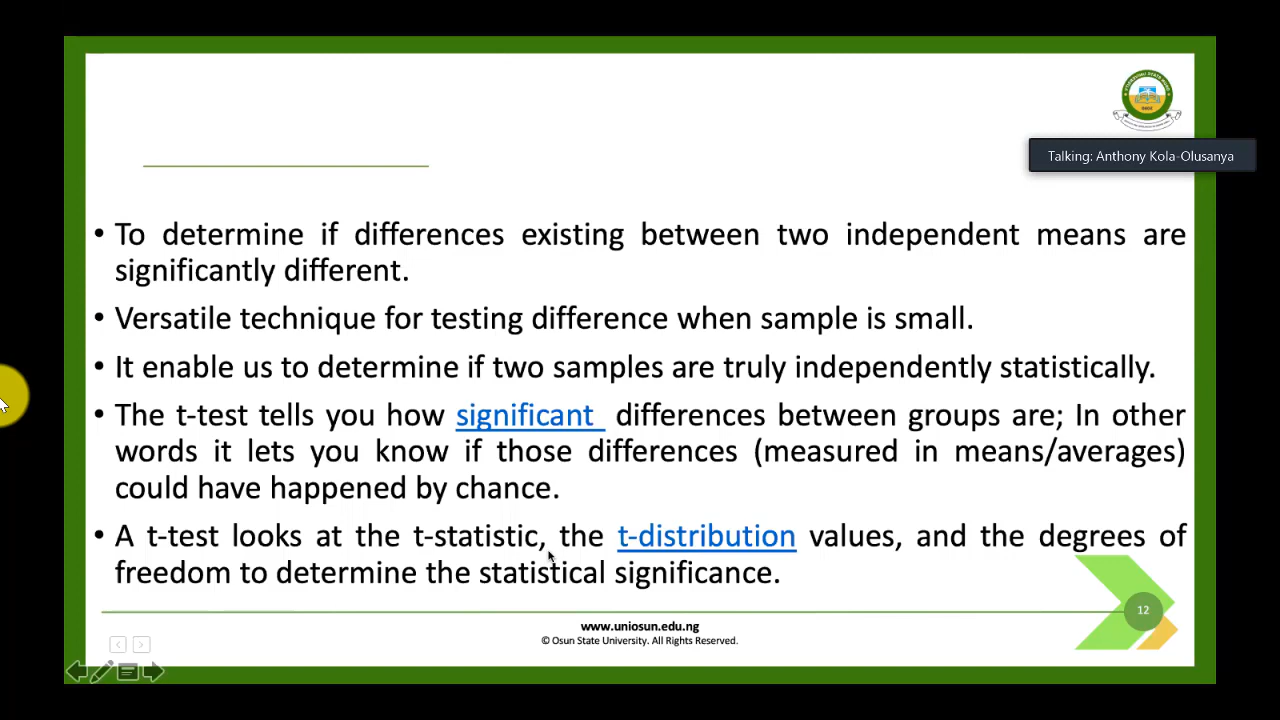 Talking: Anthony Kola-Olusanya
• To determine if differences existing between two independent means are
significantly different.
• Versatile technique for testing difference when sample is small.
• It enable us to determine if two samples are truly independently statistically.
• The t-test tells you how significant differences between groups are; In other
words it lets you know if those differences (measured in means/averages)
could have happened by chance.
• A t-test looks at the t-statistic, the t-distribution values, and the degrees of
freedom to determine the statistical significance.
12
www.uniosun.edu.ng
© Osun State University. All Rights Reserved.